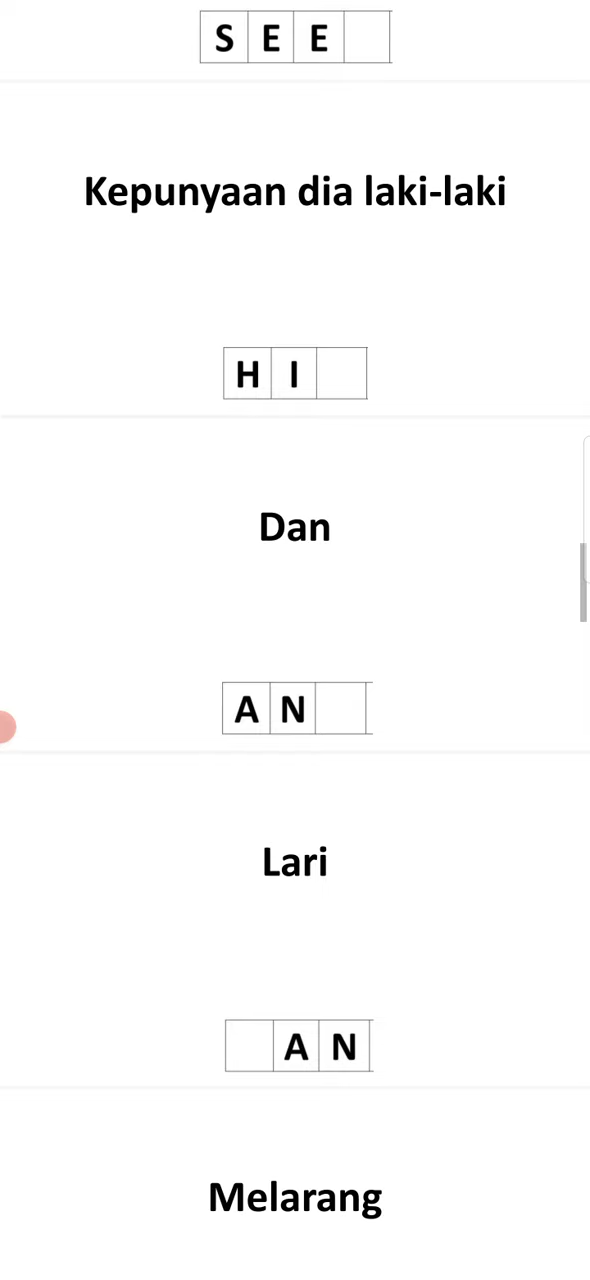 S E E
Kepunyaan dia laki-laki
H I
Dan
A N
Lari
A N
Melarang